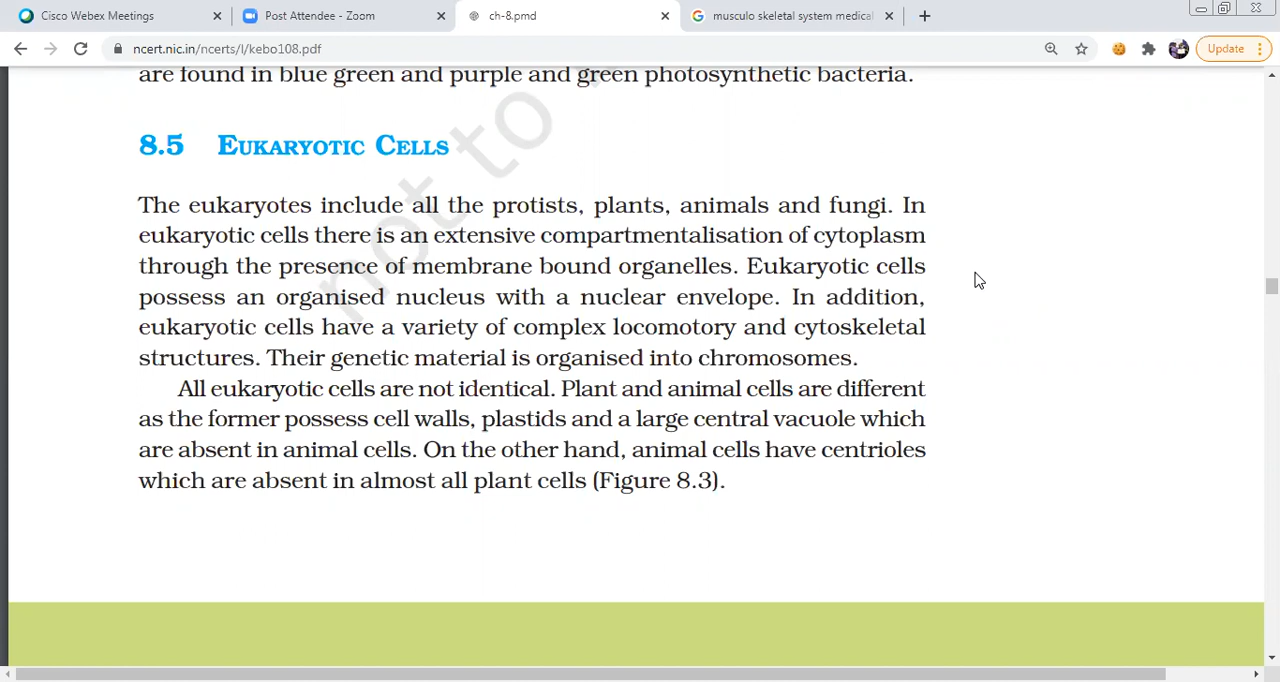 Cisco Webex Meetings
Post Attendee - Zoom
ch-8.pmd
musculo skeletal system medical
ncert.nic.in/ncerts/l/kebo108.pdf
Update
are found in blue green and purple and green photosynthetic bacteria.
8.5 EUKARYOTIC CELLS
The eukaryotes include all the protists, plants, animals and fungi. In
eukaryotic cells there is an extensive compartmentalisation of cytoplasm
through the presence of membrane bound organelles. Eukaryotic cells
possess an organised nucleus with a nuclear envelope. In addition,
eukaryotic cells have a variety of complex locomotory and cytoskeletal
structures. Their genetic material is organised into chromosomes.
All eukaryotic cells are not identical. Plant and animal cells are different
as the former possess cell walls, plastids and a large central vacuole which
are absent in animal cells. On the other hand, animal cells have centrioles
which are absent in almost all plant cells (Figure 8.3).
not to